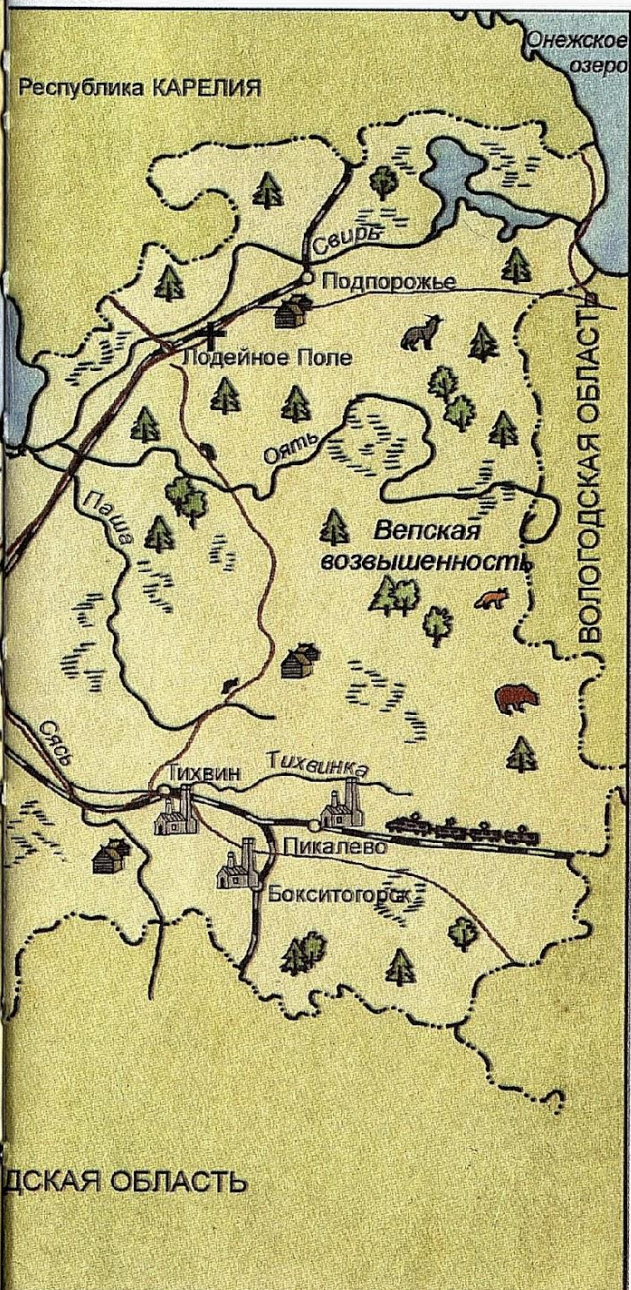 Онежское
озеро
Республика КАРЕЛИЯ
Свирь
Подпорожье
Лодейное Поле
ВОЛОГОДСКАЯ ОБЛАСТЬ
Оять
Паша
Вепская
возвышенность
Сясь
Тихвин
Тихвинка
Пикалево
Бокситогорск
ДСКАЯ ОБЛАСТЬ